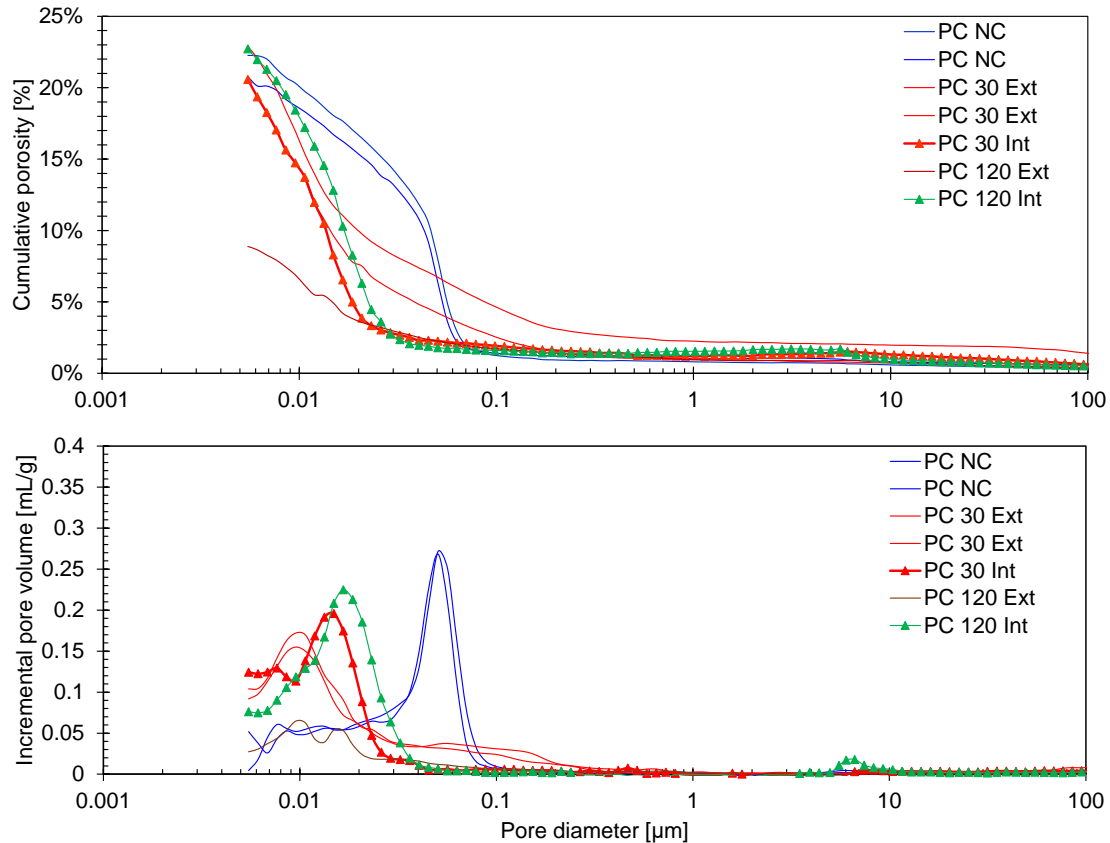 25%
20%
15%
10%
5%
0%
Cumulative porosity [%]
PC NC
PC NC
PC 30 Ext
PC 30 Ext
PC 30 Int
PC 120 Ext
PC 120 Int
0.001 0.01 0.1 1 10 100
0.4
0.35
0.3
0.25
0.2
0.15
0.1
0.05
0
Incremental pore volume [mL/g]
PC NC
PC NC
PC 30 Ext
PC 30 Ext
PC 30 Int
PC 120 Ext
PC 120 Int
0.001 0.01 0.1 1 10 100
Pore diameter [µm]